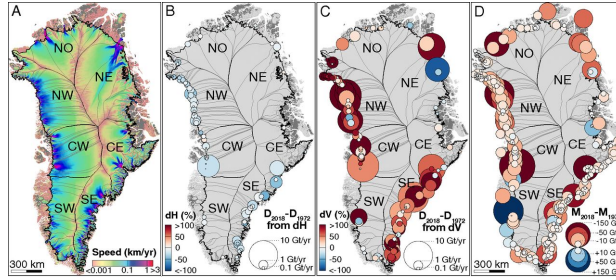 A
NO
NE
NW
CW
CE
SW
SE
Speed (km/yr)
<0.001 1 >3
300 km
B
NO
NE
NW
CW
CE
SE
SW
dH (%)
>100
50
0
-50
<-100
D2018-D1972
from dH
10 Gt/yr
1 Gt/yr
0.1 Gt/yr
C
NO
NE
NW
CW
CE
SE
SW
dV (%)
>100
50
0
-50
<-100
D2018-D1972
from dV
10 Gt/yr
1 Gt/yr
0.1 Gt/yr
D
NO
NE
NW
CW
CE
SE
SW
300 km
M2018-M19
-150 G
-50 G
-10 G
+10 G
+50 G